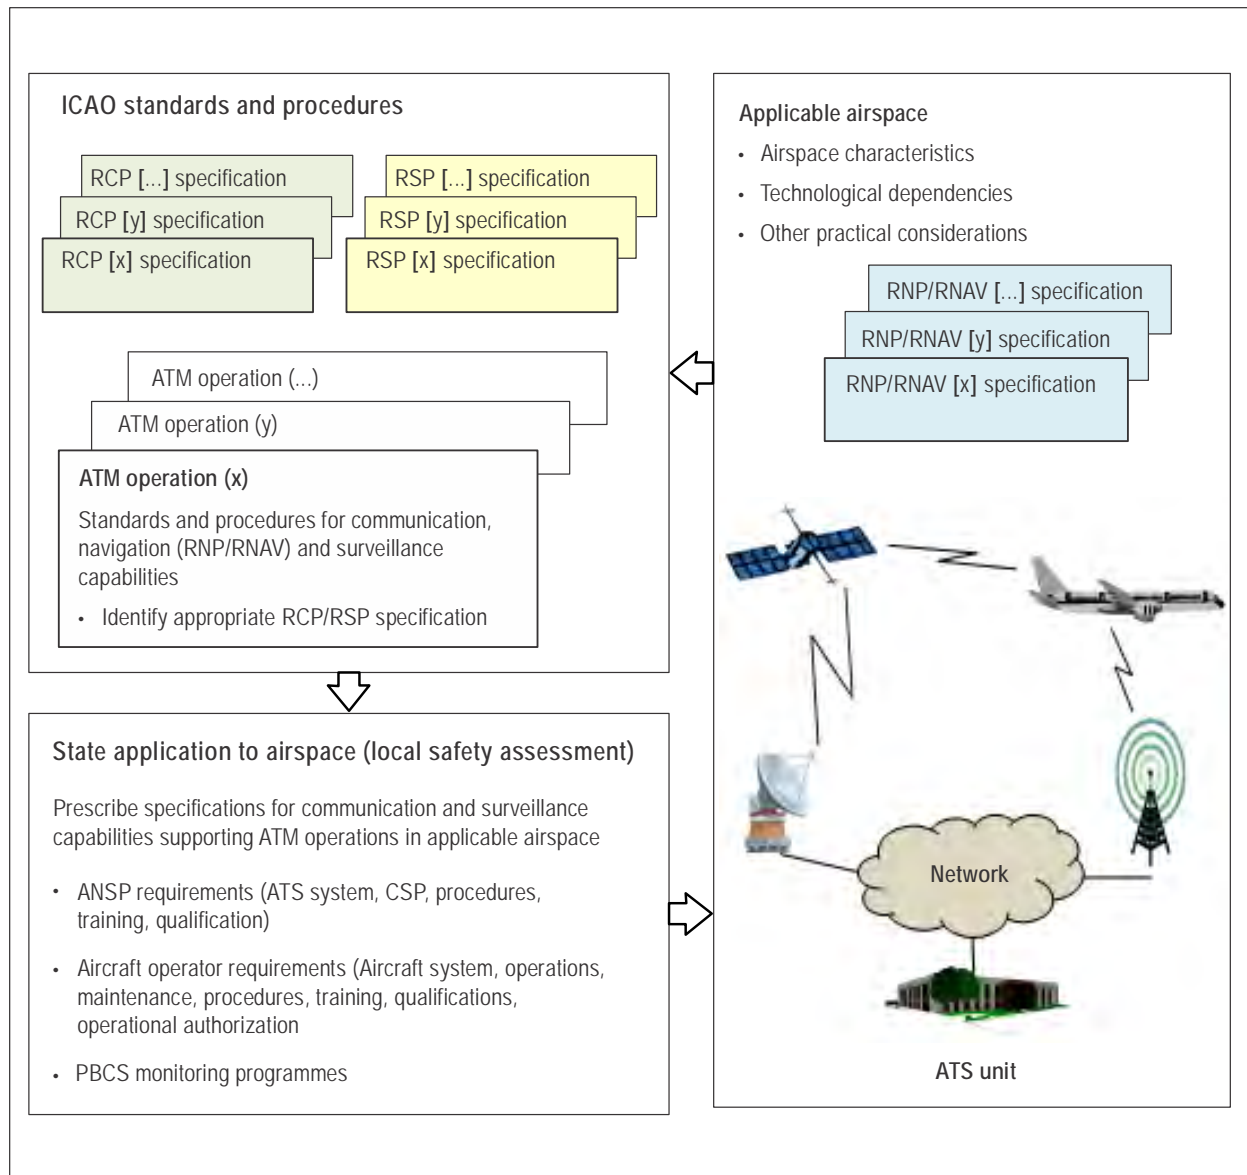 ICAO standards and procedures
RCP [...] specification
RCP [y] specification
RCP [x] specification
RSP [...] specification
RSP [y] specification
RSP [x] specification
ATM operation (...)
ATM operation (y)
ATM operation (x)
Standards and procedures for communication,
navigation (RNP/RNAV) and surveillance
capabilities
• Identify appropriate RCP/RSP specification
State application to airspace (local safety assessment)
Prescribe specifications for communication and surveillance
capabilities supporting ATM operations in applicable airspace
• ANSP requirements (ATS system, CSP, procedures,
training, qualification)
• Aircraft operator requirements (Aircraft system, operations,
maintenance, procedures, training, qualifications,
operational authorization
• PBCS monitoring programmes
Applicable airspace
• Airspace characteristics
• Technological dependencies
• Other practical considerations
RNP/RNAV [...] specification
RNP/RNAV [y] specification
RNP/RNAV [x] specification
Network
ATS unit